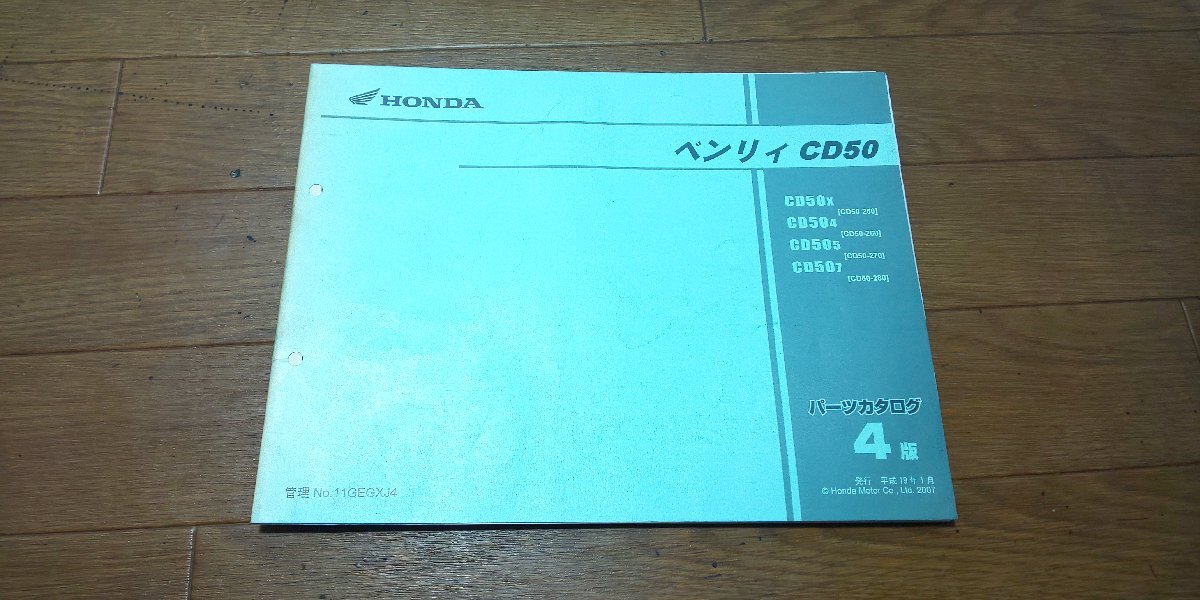 HONDA
ベンリィ CD50
CD50X
[CD50-250]
CD504
[CD50-260]
CD505
[CD50-270]
CD507
[CD50-280]
パーツカタログ
4 版
発行 平成19年1月
© Honda Motor Co., Ltd. 2007
管理 No.11GEGXJ4